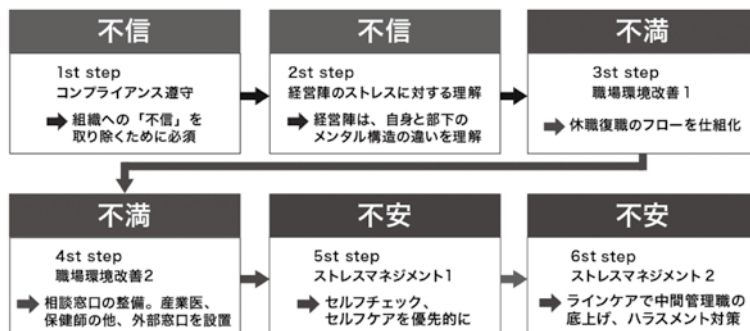 不信
1st step
コンプライアンス遵守
組織への「不信」を
取り除くために必須
不信
2st step
経営陣のストレスに対する理解
経営陣は、自身と部下の
メンタル構造の違いを理解
不満
3st step
職場環境改善1
休職復職のフローを仕組化
不満
4st step
職場環境改善2
相談窓口の整備。産業医、
保健師の他、外部窓口を設置
不安
5st step
ストレスマネジメント1
セルフチェック、
セルフケアを優先的に
不安
6st step
ストレスマネジメント2
ラインケアで中間管理職の
底上げ、ハラスメント対策